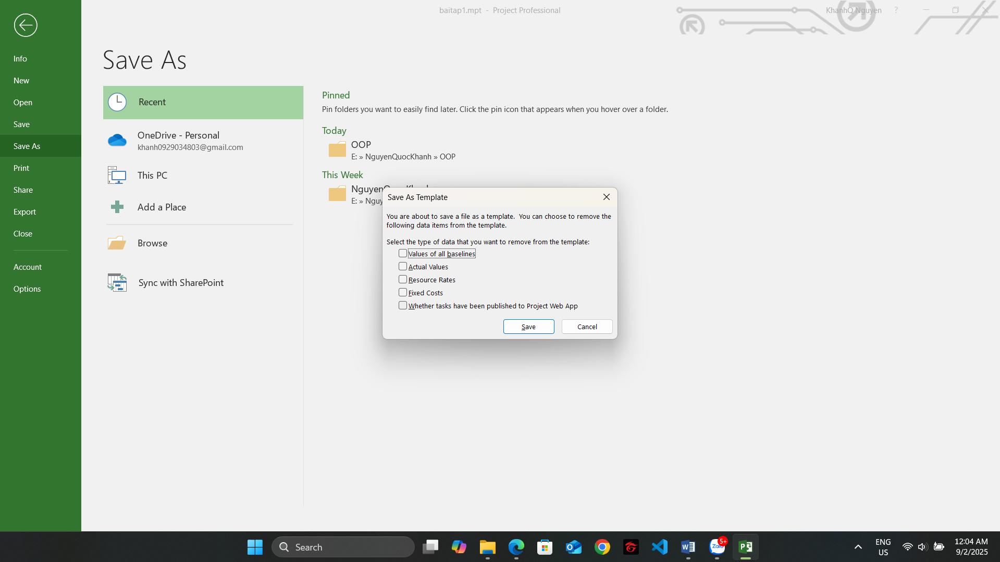 baitap1.mpt  -  Project Professional
KhanhQ Nguyen
?
Info
New
Open
Save
Save As
Print
Share
Export
Close
Account
Options
Save As
Recent
OneDrive - Personal
khanh0929034803@gmail.com
This PC
Add a Place
Browse
Sync with SharePoint
Pinned
Pin folders you want to easily find later. Click the pin icon that appears when you hover over a folder.
Today
OOP
E: » NguyenQuocKhanh » OOP
This Week
E: »
Save As Template
You are about to save a file as a template.  You can choose to remove the
following data items from the template.
Select the type of data that you want to remove from the template:
Values of all baselines
Actual Values
Resource Rates
Fixed Costs
Whether tasks have been published to Project Web App
Save
Cancel
Search
Zalo
5+
ENG
US
12:04 AM
9/2/2025